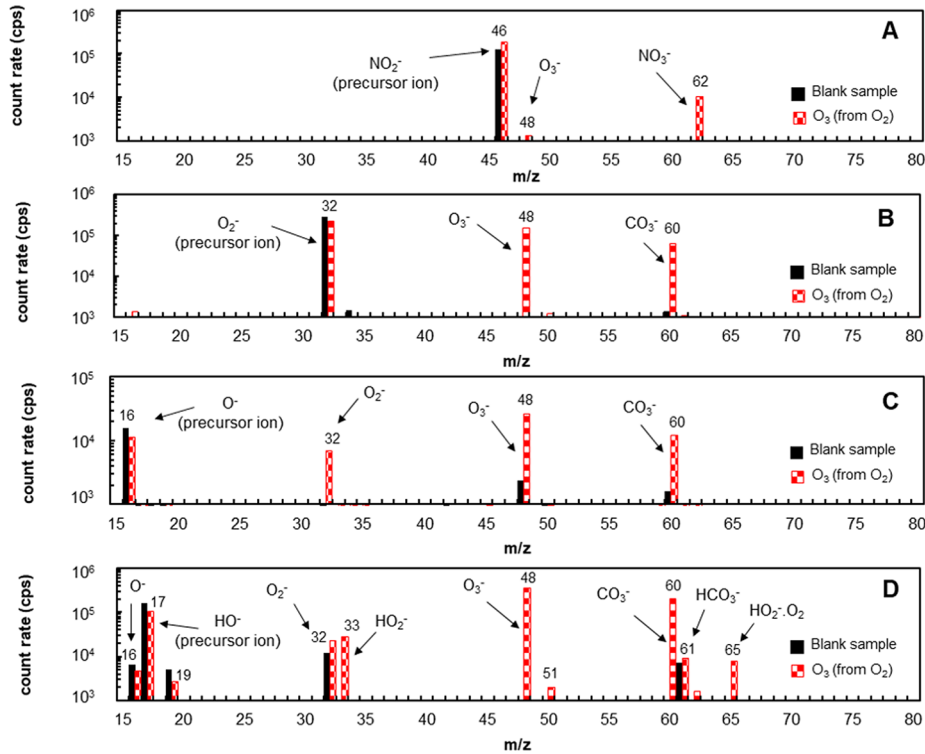 A
count rate (cps)
10⁶
10⁵
10⁴
10³
NO₂⁻
(precursor ion)
46
O₃⁻
48
NO₃⁻
62
Blank sample
O₃ (from O₂)
15 20 25 30 35 40 45 50 55 60 65 70 75 80
m/z
B
count rate (cps)
10⁶
10⁵
10⁴
10³
O₂⁻
(precursor ion)
32
O₃⁻
48
CO₃⁻
60
Blank sample
O₃ (from O₂)
15 20 25 30 35 40 45 50 55 60 65 70 75 80
m/z
C
count rate (cps)
10⁵
10⁴
10³
16
O⁻
(precursor ion)
O₂⁻
32
O₃⁻
48
CO₃⁻
60
Blank sample
O₃ (from O₂)
15 20 25 30 35 40 45 50 55 60 65 70 75 80
m/z
D
count rate (cps)
10⁶
10⁵
10⁴
10³
O⁻
16
17
HO⁻
(precursor ion)
19
O₂⁻
32
33
HO₂⁻
O₃⁻
48
51
CO₃⁻
60
HCO₃⁻
61
HO₂⁻.O₂
65
Blank sample
O₃ (from O₂)
15 20 25 30 35 40 45 50 55 60 65 70 75 80
m/z